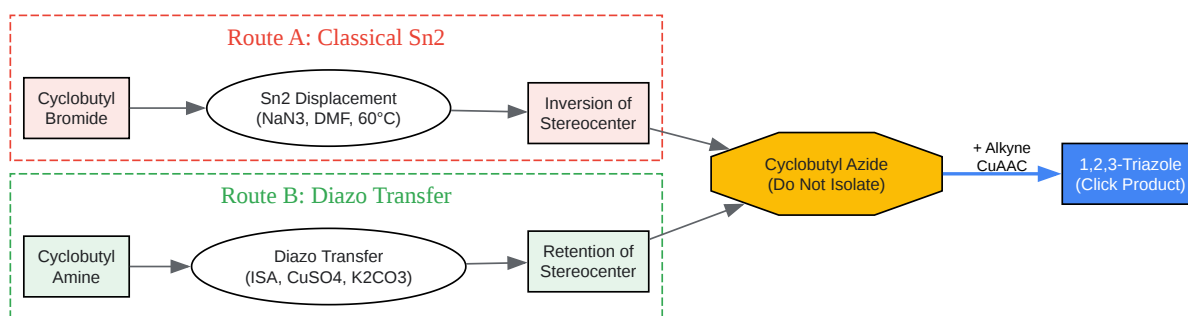 Route A: Classical Sn2
Cyclobutyl
Bromide
Sn2 Displacement
(NaN3, DMF, 60°C)
Inversion of
Stereocenter
Route B: Diazo Transfer
Cyclobutyl
Amine
Diazo Transfer
(ISA, CuSO4, K2CO3)
Retention of
Stereocenter
Cyclobutyl Azide
(Do Not Isolate)
+ Alkyne
CuAAC
1,2,3-Triazole
(Click Product)